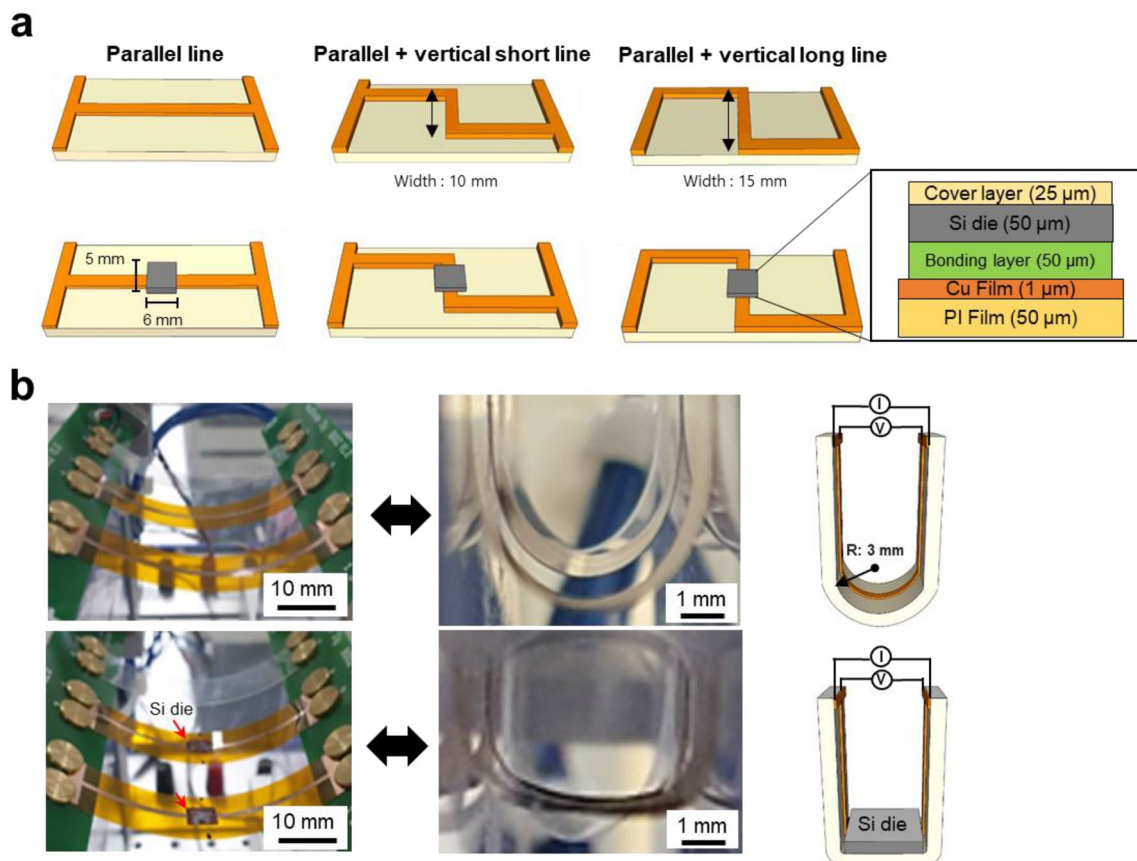 a
Parallel line
Parallel + vertical short line
Parallel + vertical long line
Width : 10 mm
Width : 15 mm
5 mm
6 mm
Cover layer (25 µm)
Si die (50 µm)
Bonding layer (50 µm)
Cu Film (1 µm)
PI Film (50 µm)
b
10 mm
1 mm
I
V
R: 3 mm
Si die
10 mm
1 mm
I
V
Si die